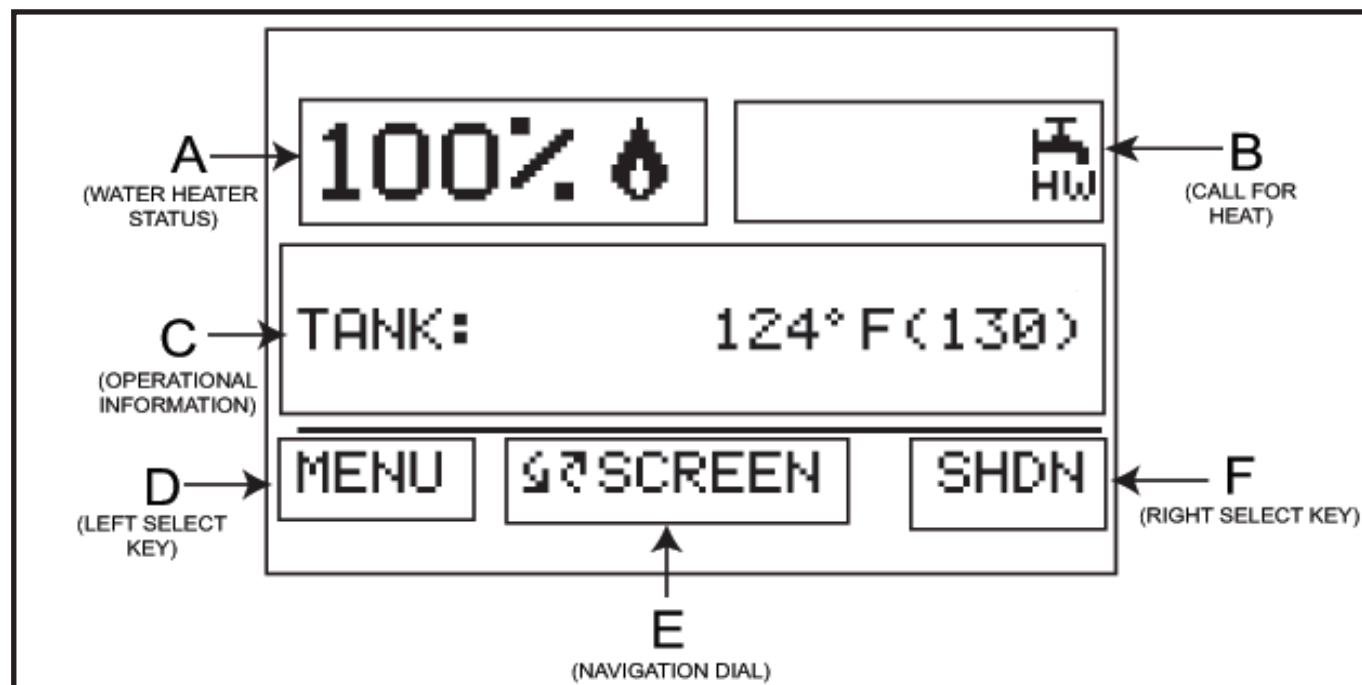 100%
HW
A
(WATER HEATER
STATUS)
B
(CALL FOR
HEAT)
TANK: 124°F(130)
C
(OPERATIONAL
INFORMATION)
MENU SCREEN SHDN
D
(LEFT SELECT
KEY)
F
(RIGHT SELECT KEY)
E
(NAVIGATION DIAL)